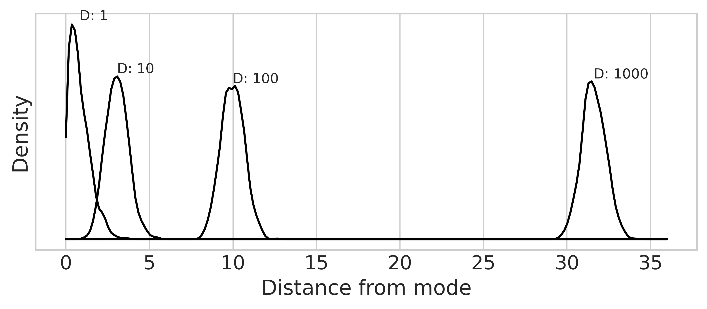 D: 1
D: 10
D: 100
D: 1000
Density
0 5 10 15 20 25 30 35
Distance from mode